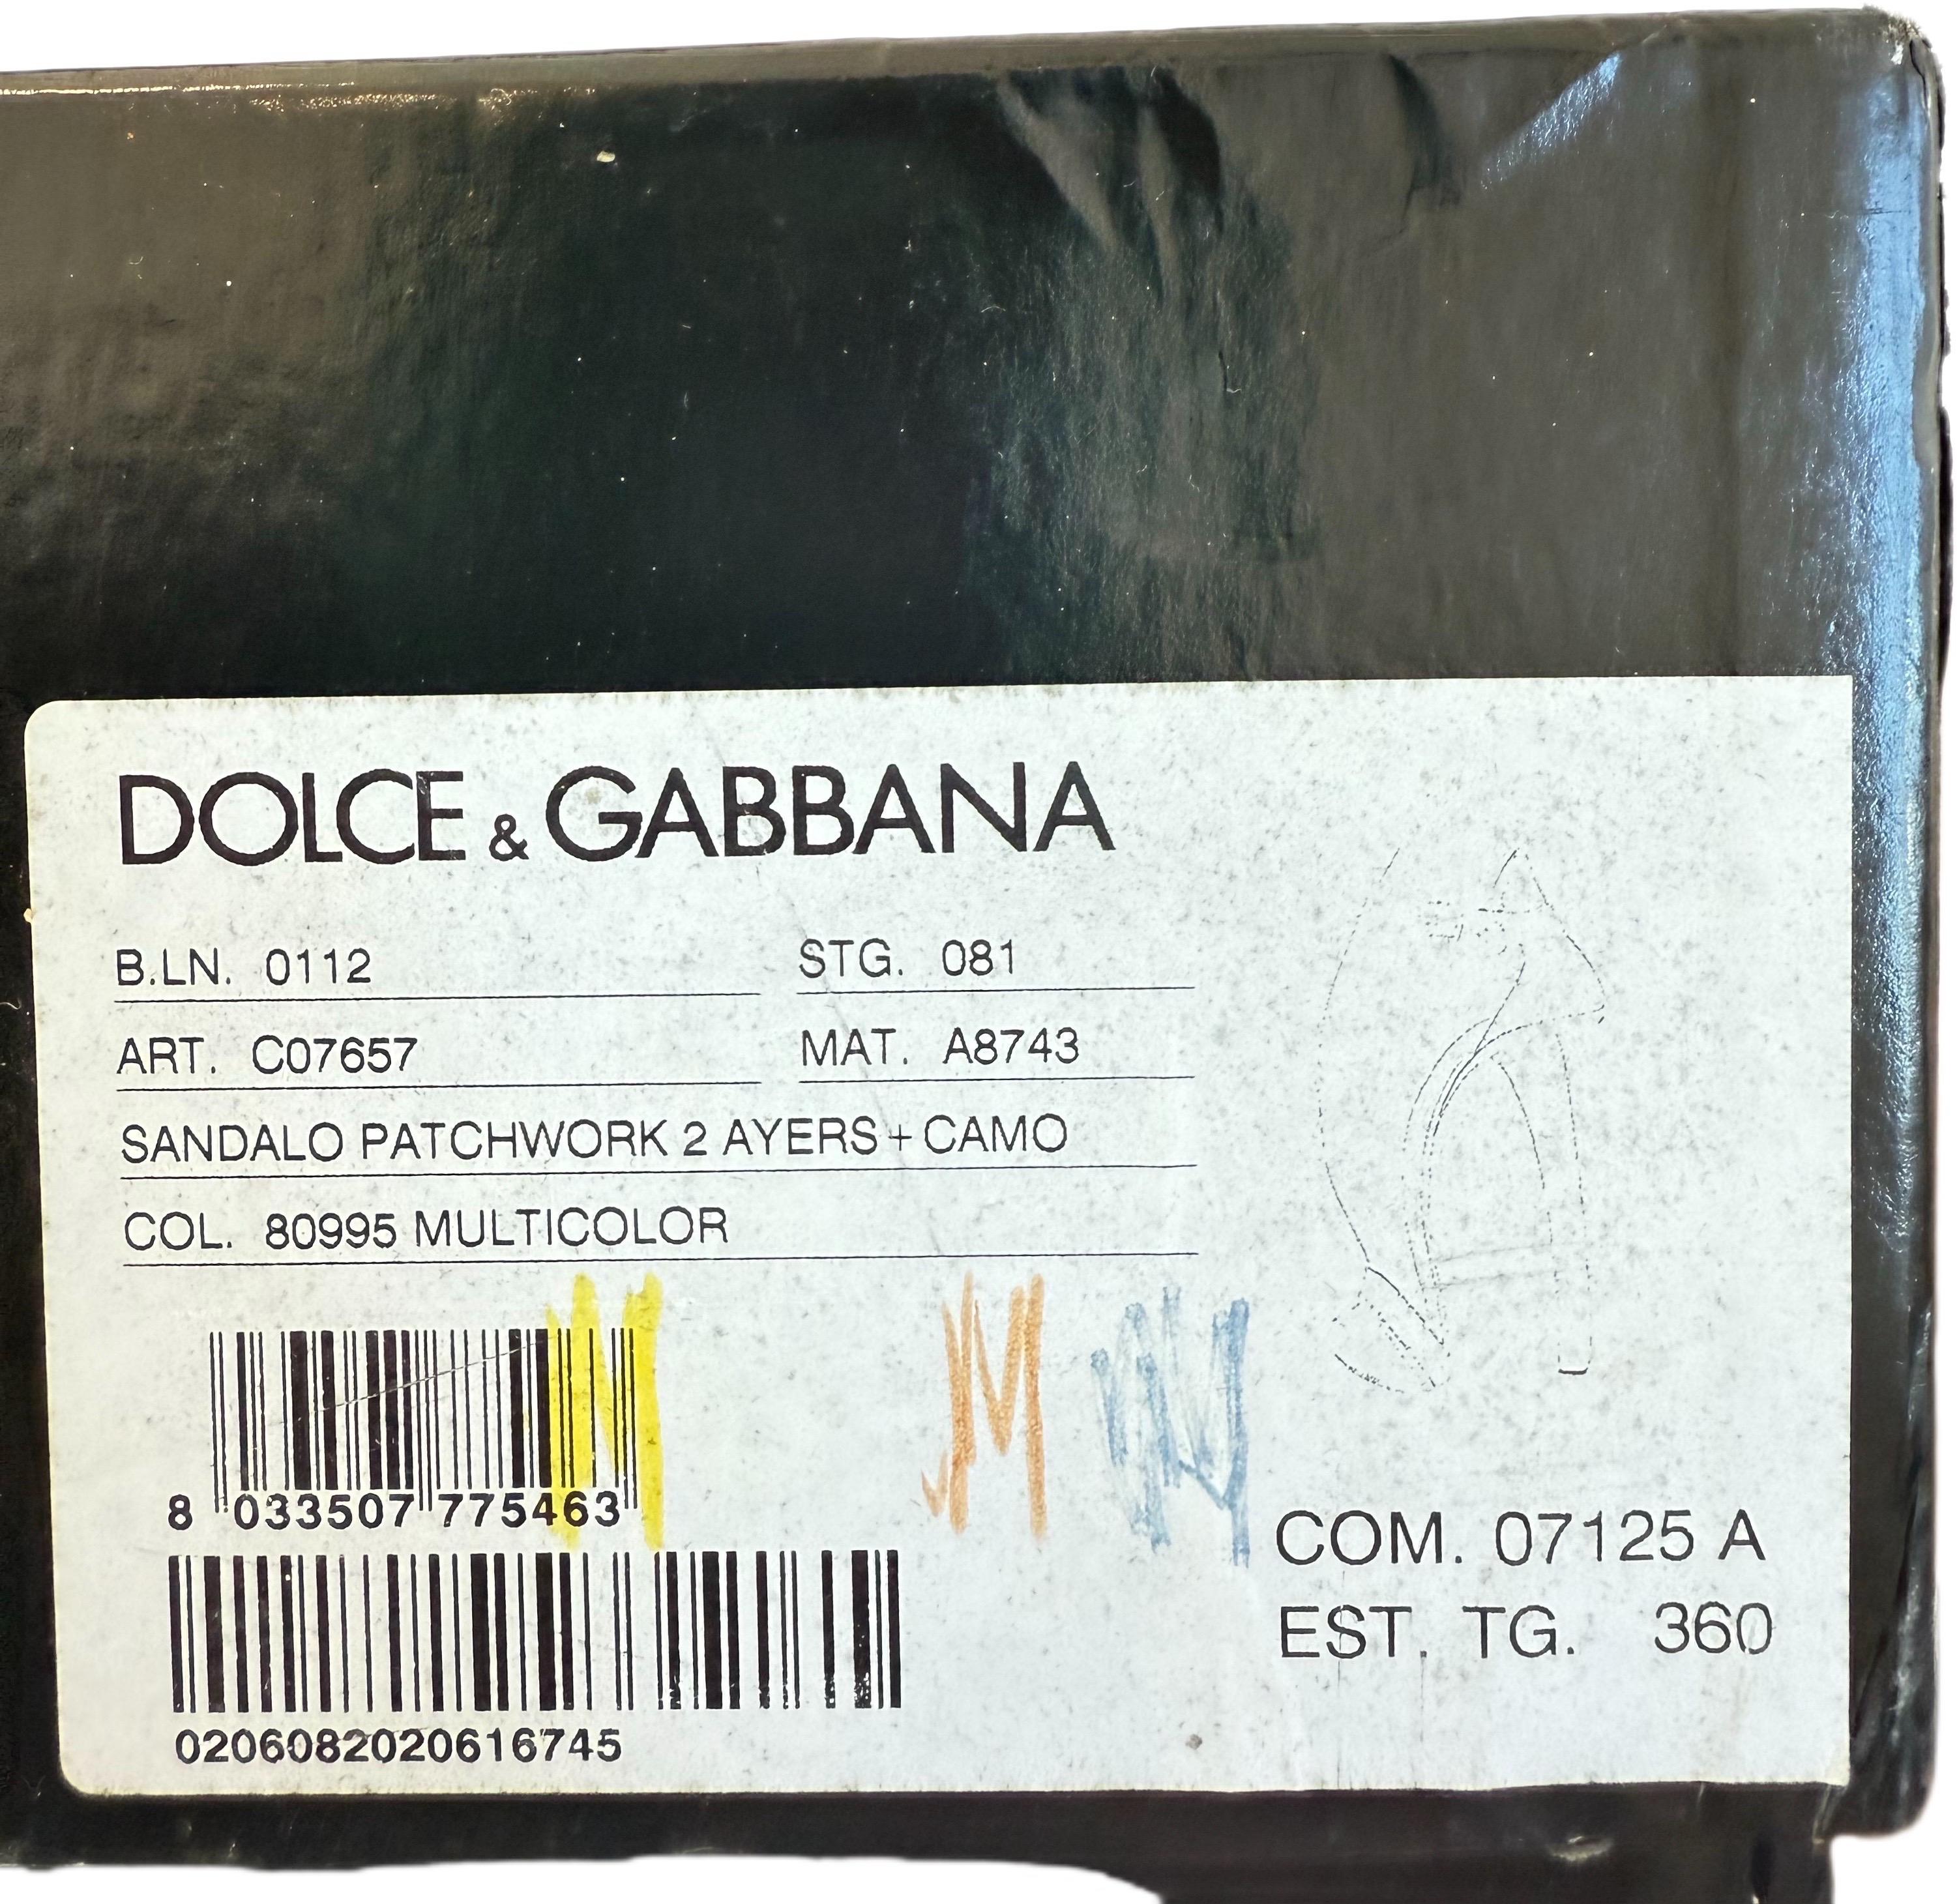 DOLCE & GABBANA
B.LN. 0112 STG. 081
ART. C07657 MAT. A8743
SANDALO PATCHWORK 2 AYERS + CAMO
COL. 80995 MULTICOLOR
M M
8 033507 775463
COM. 07125 A
EST. TG. 360
0206082020616745